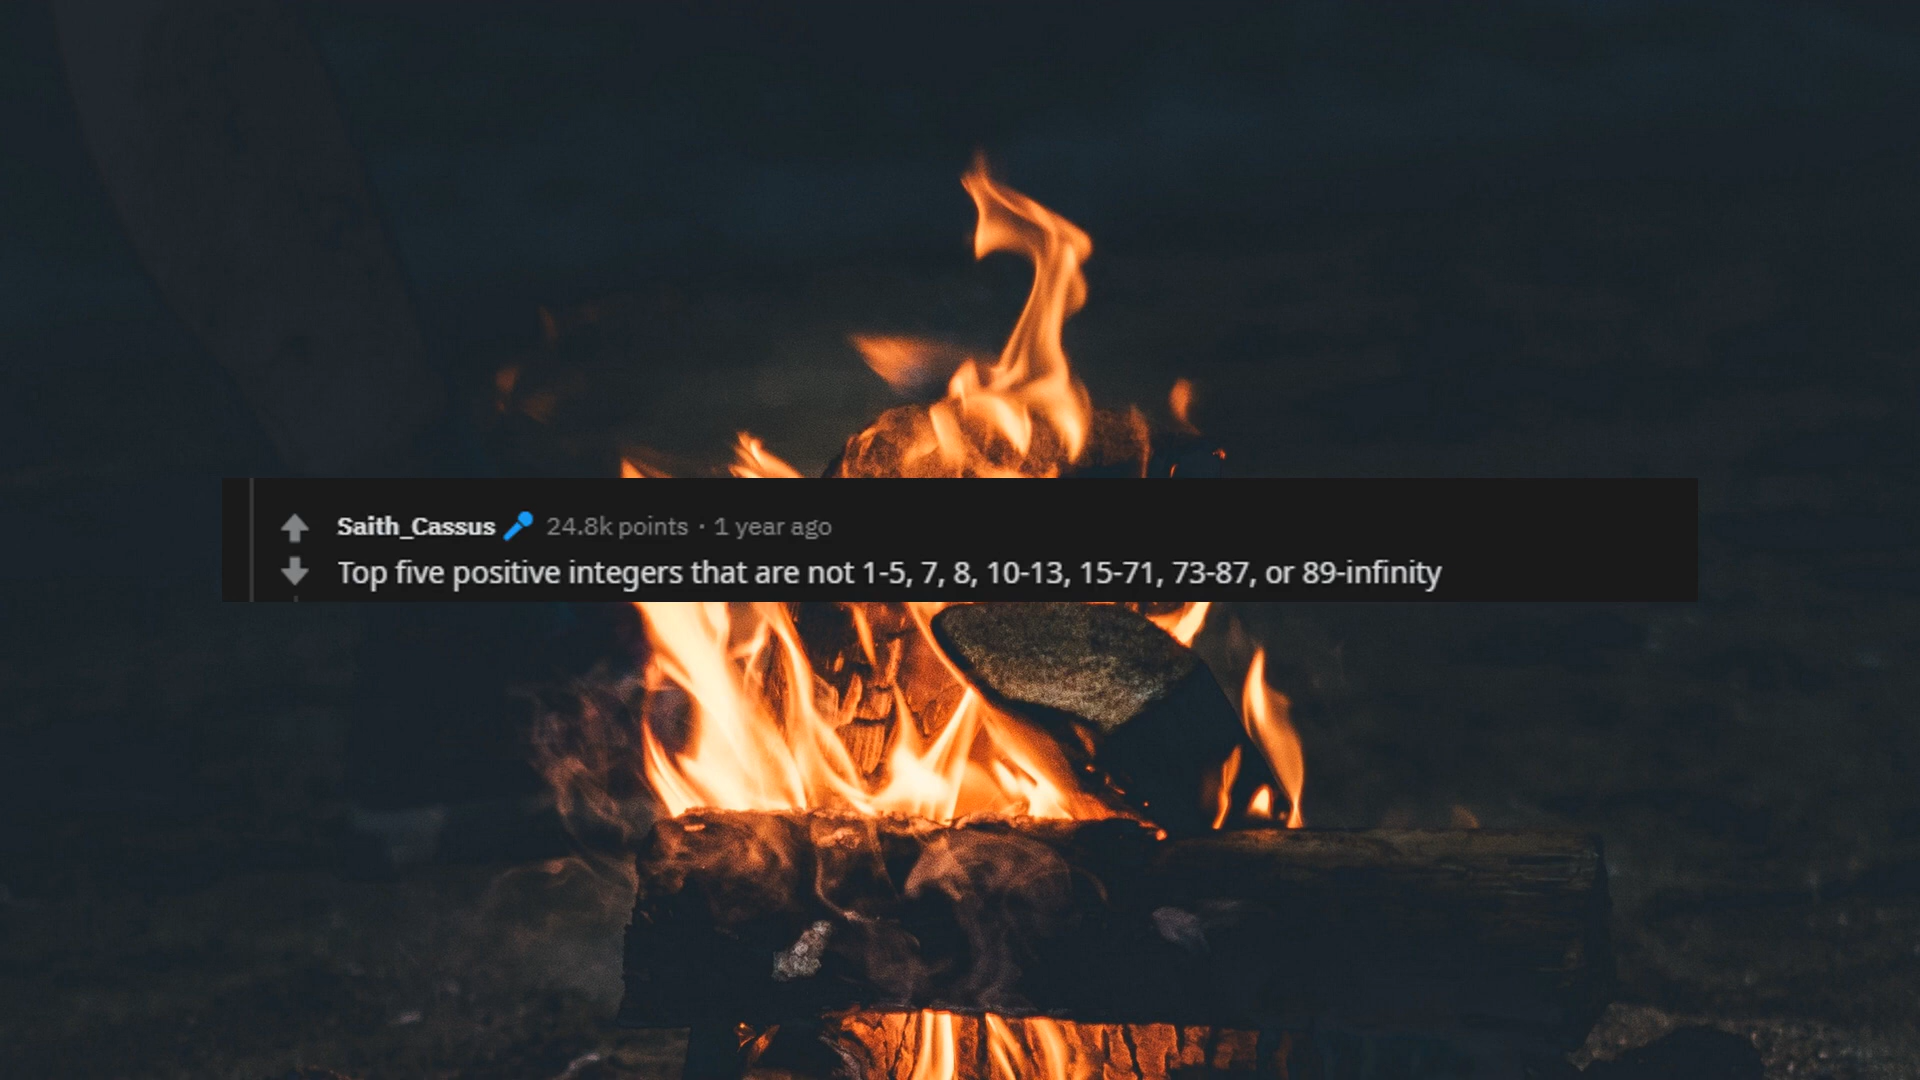 Saith_Cassus 🎤 24.8k points · 1 year ago
Top five positive integers that are not 1-5, 7, 8, 10-13, 15-71, 73-87, or 89-infinity